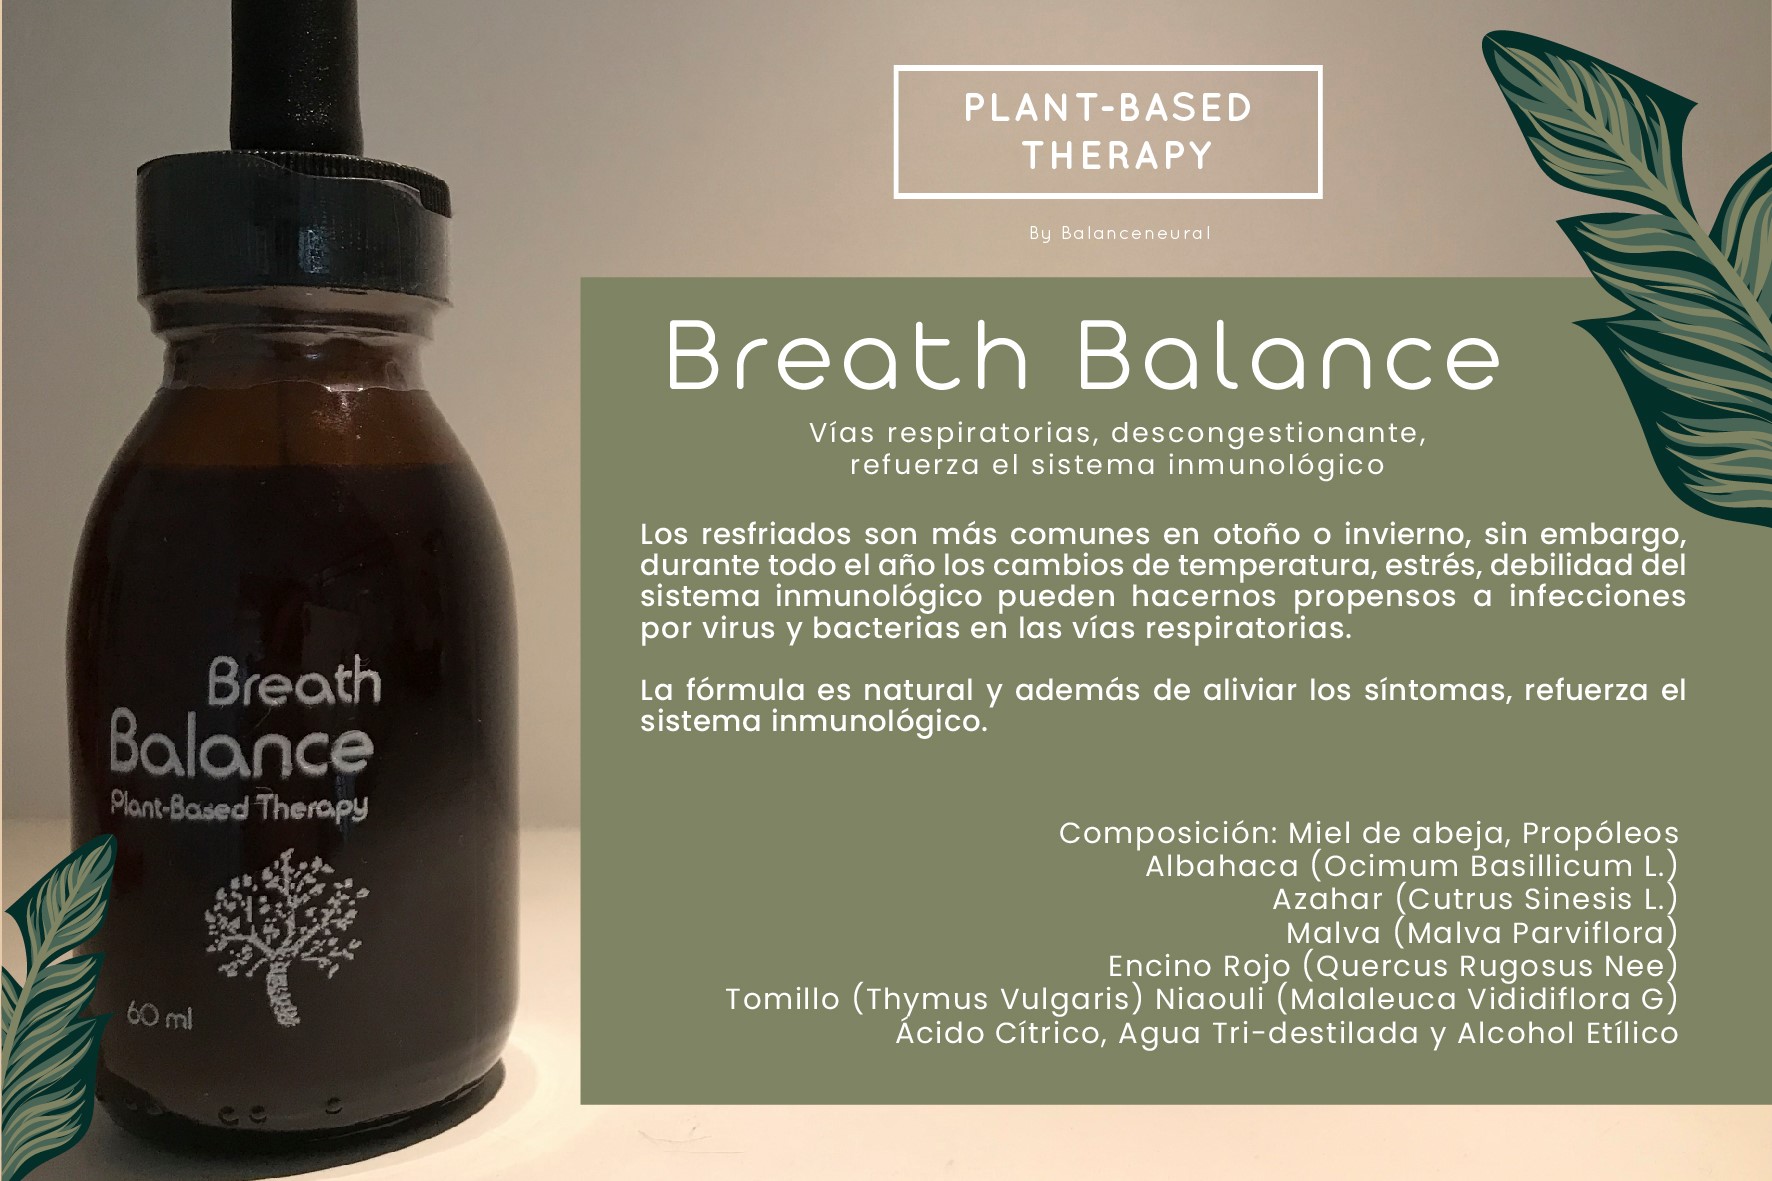 PLANT-BASED
THERAPY
By Balanceneural
Breath Balance
Vías respiratorias, descongestionante,
refuerza el sistema inmunológico
Los resfriados son más comunes en otoño o invierno, sin embargo,
durante todo el año los cambios de temperatura, estrés, debilidad del
sistema inmunológico pueden hacernos propensos a infecciones
por virus y bacterias en las vías respiratorias.
La fórmula es natural y además de aliviar los síntomas, refuerza el
sistema inmunológico.
Composición: Miel de abeja, Propóleos
Albahaca (Ocimum Basillicum L.)
Azahar (Cutrus Sinesis L.)
Malva (Malva Parviflora)
Encino Rojo (Quercus Rugosus Nee)
Tomillo (Thymus Vulgaris) Niaouli (Malaleuca Vididiflora G)
Ácido Cítrico, Agua Tri-destilada y Alcohol Etílico
Breath
Balance
Plant-Based Therapy
60 ml